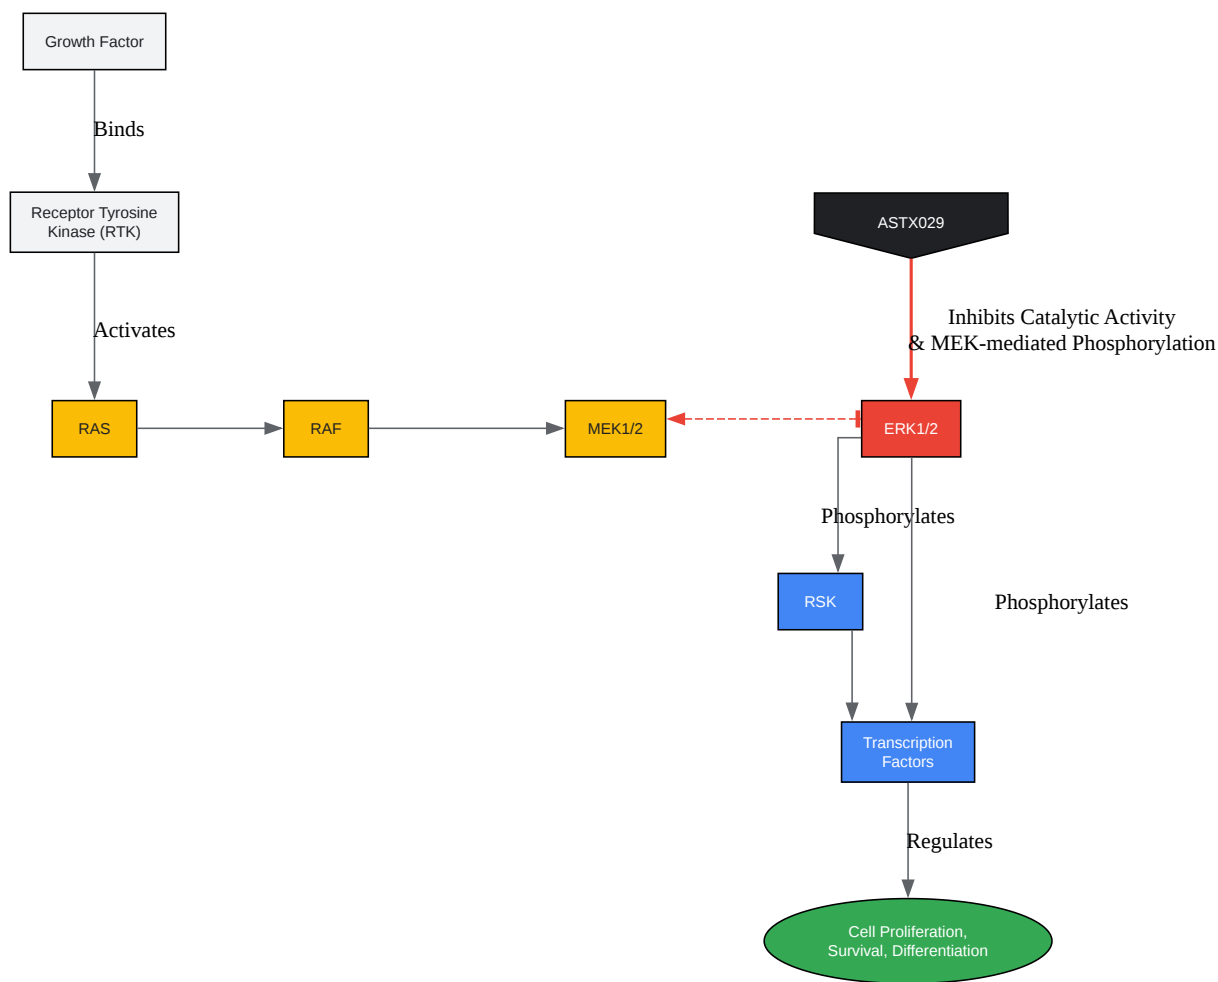 Growth Factor
Binds
Receptor Tyrosine
Kinase (RTK)
ASTX029
Activates
Inhibits Catalytic Activity
& MEK-mediated Phosphorylation
RAS
RAF
MEK1/2
ERK1/2
Phosphorylates
RSK
Phosphorylates
Transcription
Factors
Regulates
Cell Proliferation,
Survival, Differentiation